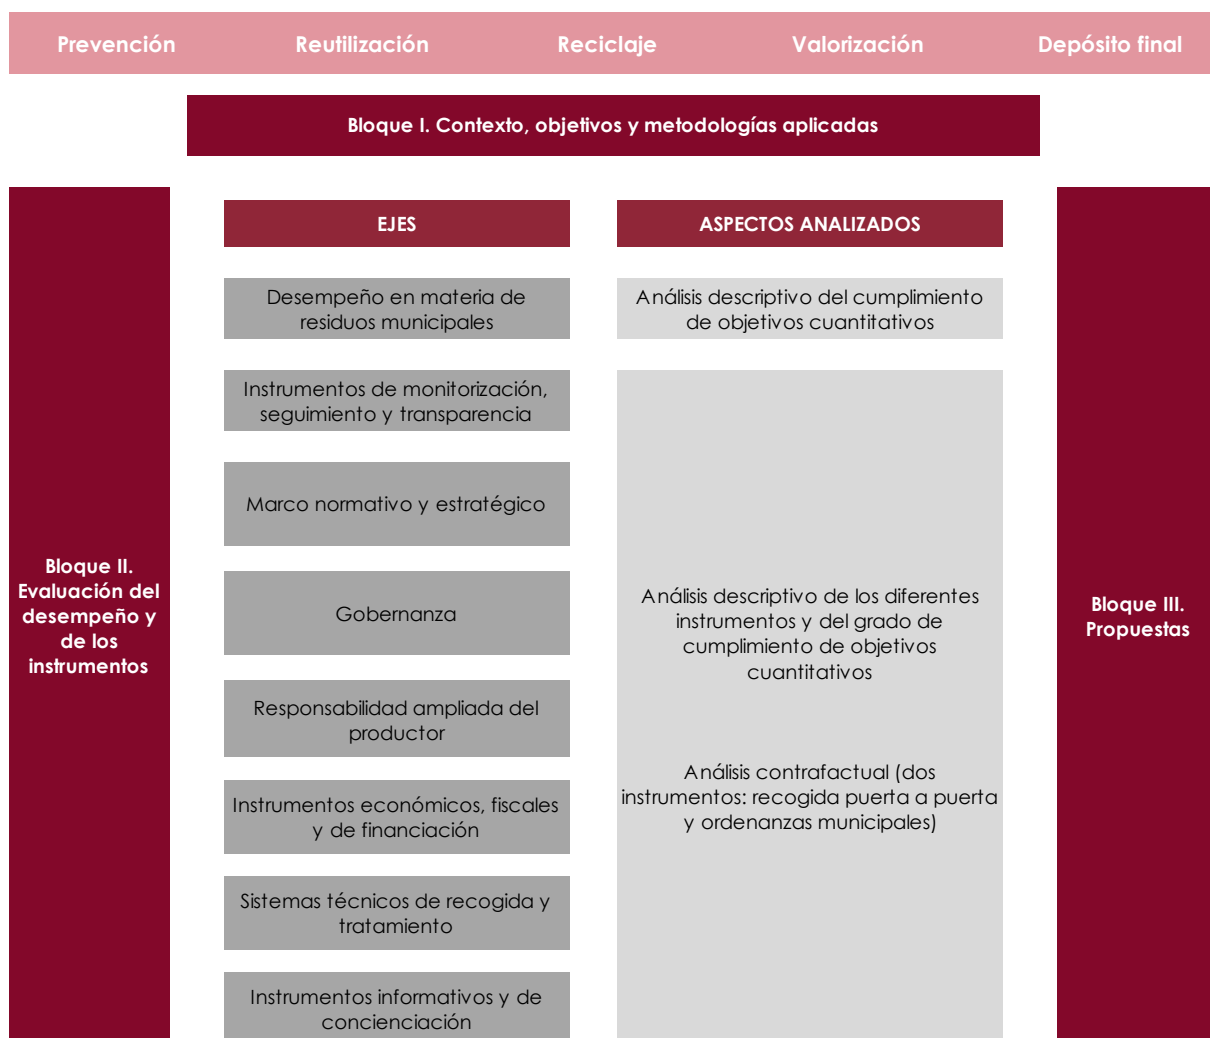 Prevención Reutilización Reciclaje Valorización Depósito final
Bloque I. Contexto, objetivos y metodologías aplicadas
Bloque II.
Evaluación del
desempeño y
de los
instrumentos
EJES
Desempeño en materia de
residuos municipales
Instrumentos de monitorización,
seguimiento y transparencia
Marco normativo y estratégico
Gobernanza
Responsabilidad ampliada del
productor
Instrumentos económicos, fiscales
y de financiación
Sistemas técnicos de recogida y
tratamiento
Instrumentos informativos y de
concienciación
ASPECTOS ANALIZADOS
Análisis descriptivo del cumplimiento
de objetivos cuantitativos
Análisis descriptivo de los diferentes
instrumentos y del grado de
cumplimiento de objetivos
cuantitativos
Análisis contrafactual (dos
instrumentos: recogida puerta a puerta
y ordenanzas municipales)
Bloque III.
Propuestas